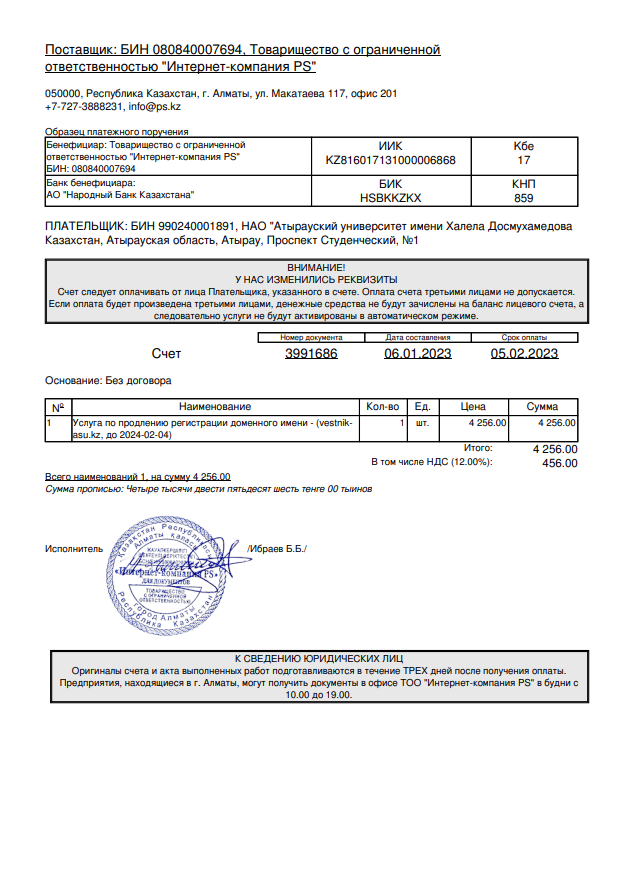 Поставщик: БИН 080840007694, Товарищество с ограниченной
ответственностью "Интернет-компания PS"
050000, Республика Казахстан, г. Алматы, ул. Макатаева 117, офис 201
+7-727-3888231, info@ps.kz
Образец платежного поручения
Бенефициар: Товарищество с ограниченной
ответственностью "Интернет-компания PS"
БИН: 080840007694
ИИК
KZ816017131000006868
Кбе
17
Банк бенефициара:
АО "Народный Банк Казахстана"
БИК
HSBKKZKX
КНП
859
ПЛАТЕЛЬЩИК: БИН 990240001891, НАО "Атырауский университет имени Халела Досмухамедова
Казахстан, Атырауская область, Атырау, Проспект Студенческий, №1
ВНИМАНИЕ!
У НАС ИЗМЕНИЛИСЬ РЕКВИЗИТЫ
Счет следует оплачивать от лица Плательщика, указанного в счете. Оплата счета третьими лицами не допускается.
Если оплата будет произведена третьими лицами, денежные средства не будут зачислены на баланс лицевого счета, а
следовательно услуги не будут активированы в автоматическом режиме.
Номер документа Дата составления Срок оплаты
Счет 3991686 06.01.2023 05.02.2023
Основание: Без договора
№ Наименование Кол-во Ед. Цена Сумма
1 Услуга по продлению регистрации доменного имени - (vestnik- 1 шт. 4 256.00 4 256.00
asu.kz, до 2024-02-04)
Итого: 4 256.00
В том числе НДС (12.00%): 456.00
Всего наименований 1, на сумму 4 256.00
Сумма прописью: Четыре тысячи двести пятьдесят шесть тенге 00 тыинов
Исполнитель /Ибраев Б.Б./
Қазақстан Республикасы
Алматы қаласы
«Интернет-компания PS»
ДЛЯ ДОКУМЕНТОВ
ТОВАРИЩЕСТВО
С ОГРАНИЧЕННОЙ
ОТВЕТСТВЕННОСТЬЮ
город Алматы
Республика Казахстан
К СВЕДЕНИЮ ЮРИДИЧЕСКИХ ЛИЦ
Оригиналы счета и акта выполненных работ подготавливаются в течение ТРЕХ дней после получения оплаты.
Предприятия, находящиеся в г. Алматы, могут получить документы в офисе ТОО "Интернет-компания PS" в будни с
10.00 до 19.00.